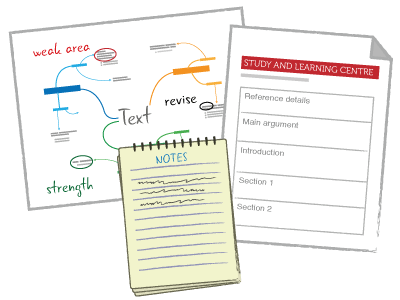 weak area
revise
Text
strength
NOTES
STUDY AND LEARNING CENTRE
Reference details
Main argument
Introduction
Section 1
Section 2